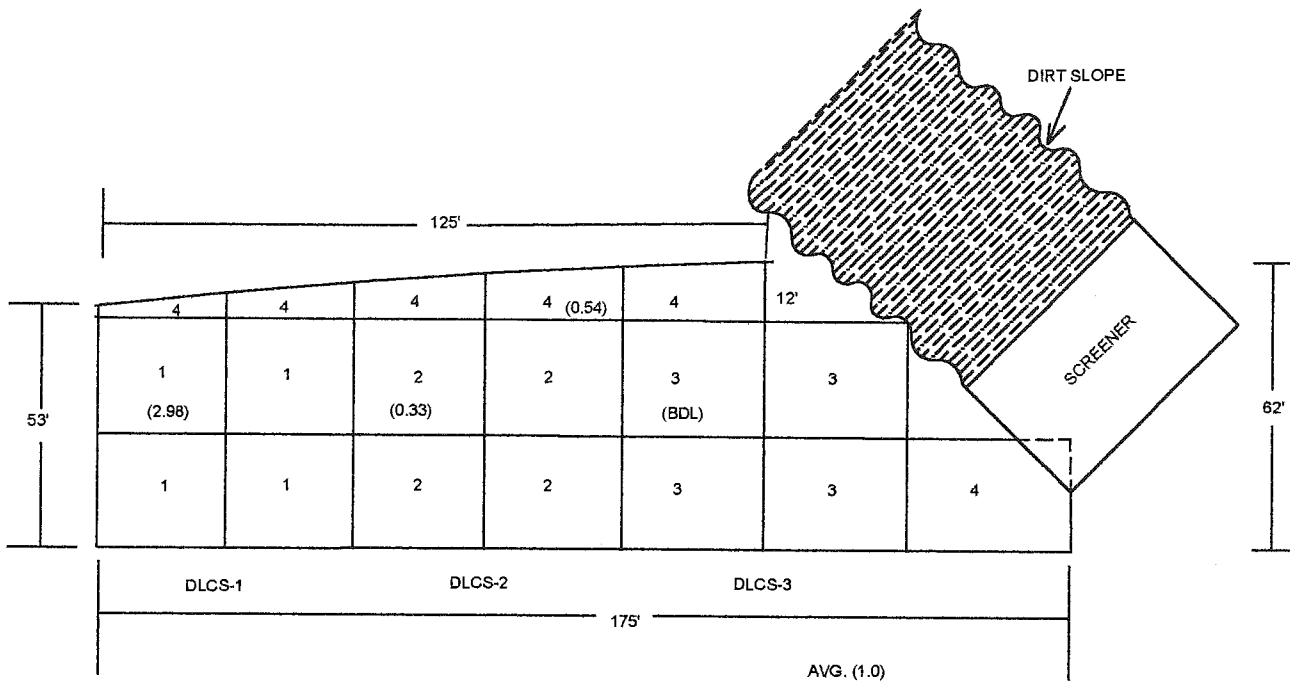 DIRT SLOPE
125'
4 4 4 4 (0.54) 4 12'
SCREENER
1 1 2 2 3 3
(2.98) (0.33) (BDL)
53' 62'
1 1 2 2 3 3 4
DLCS-1 DLCS-2 DLCS-3
175'
AVG. (1.0)